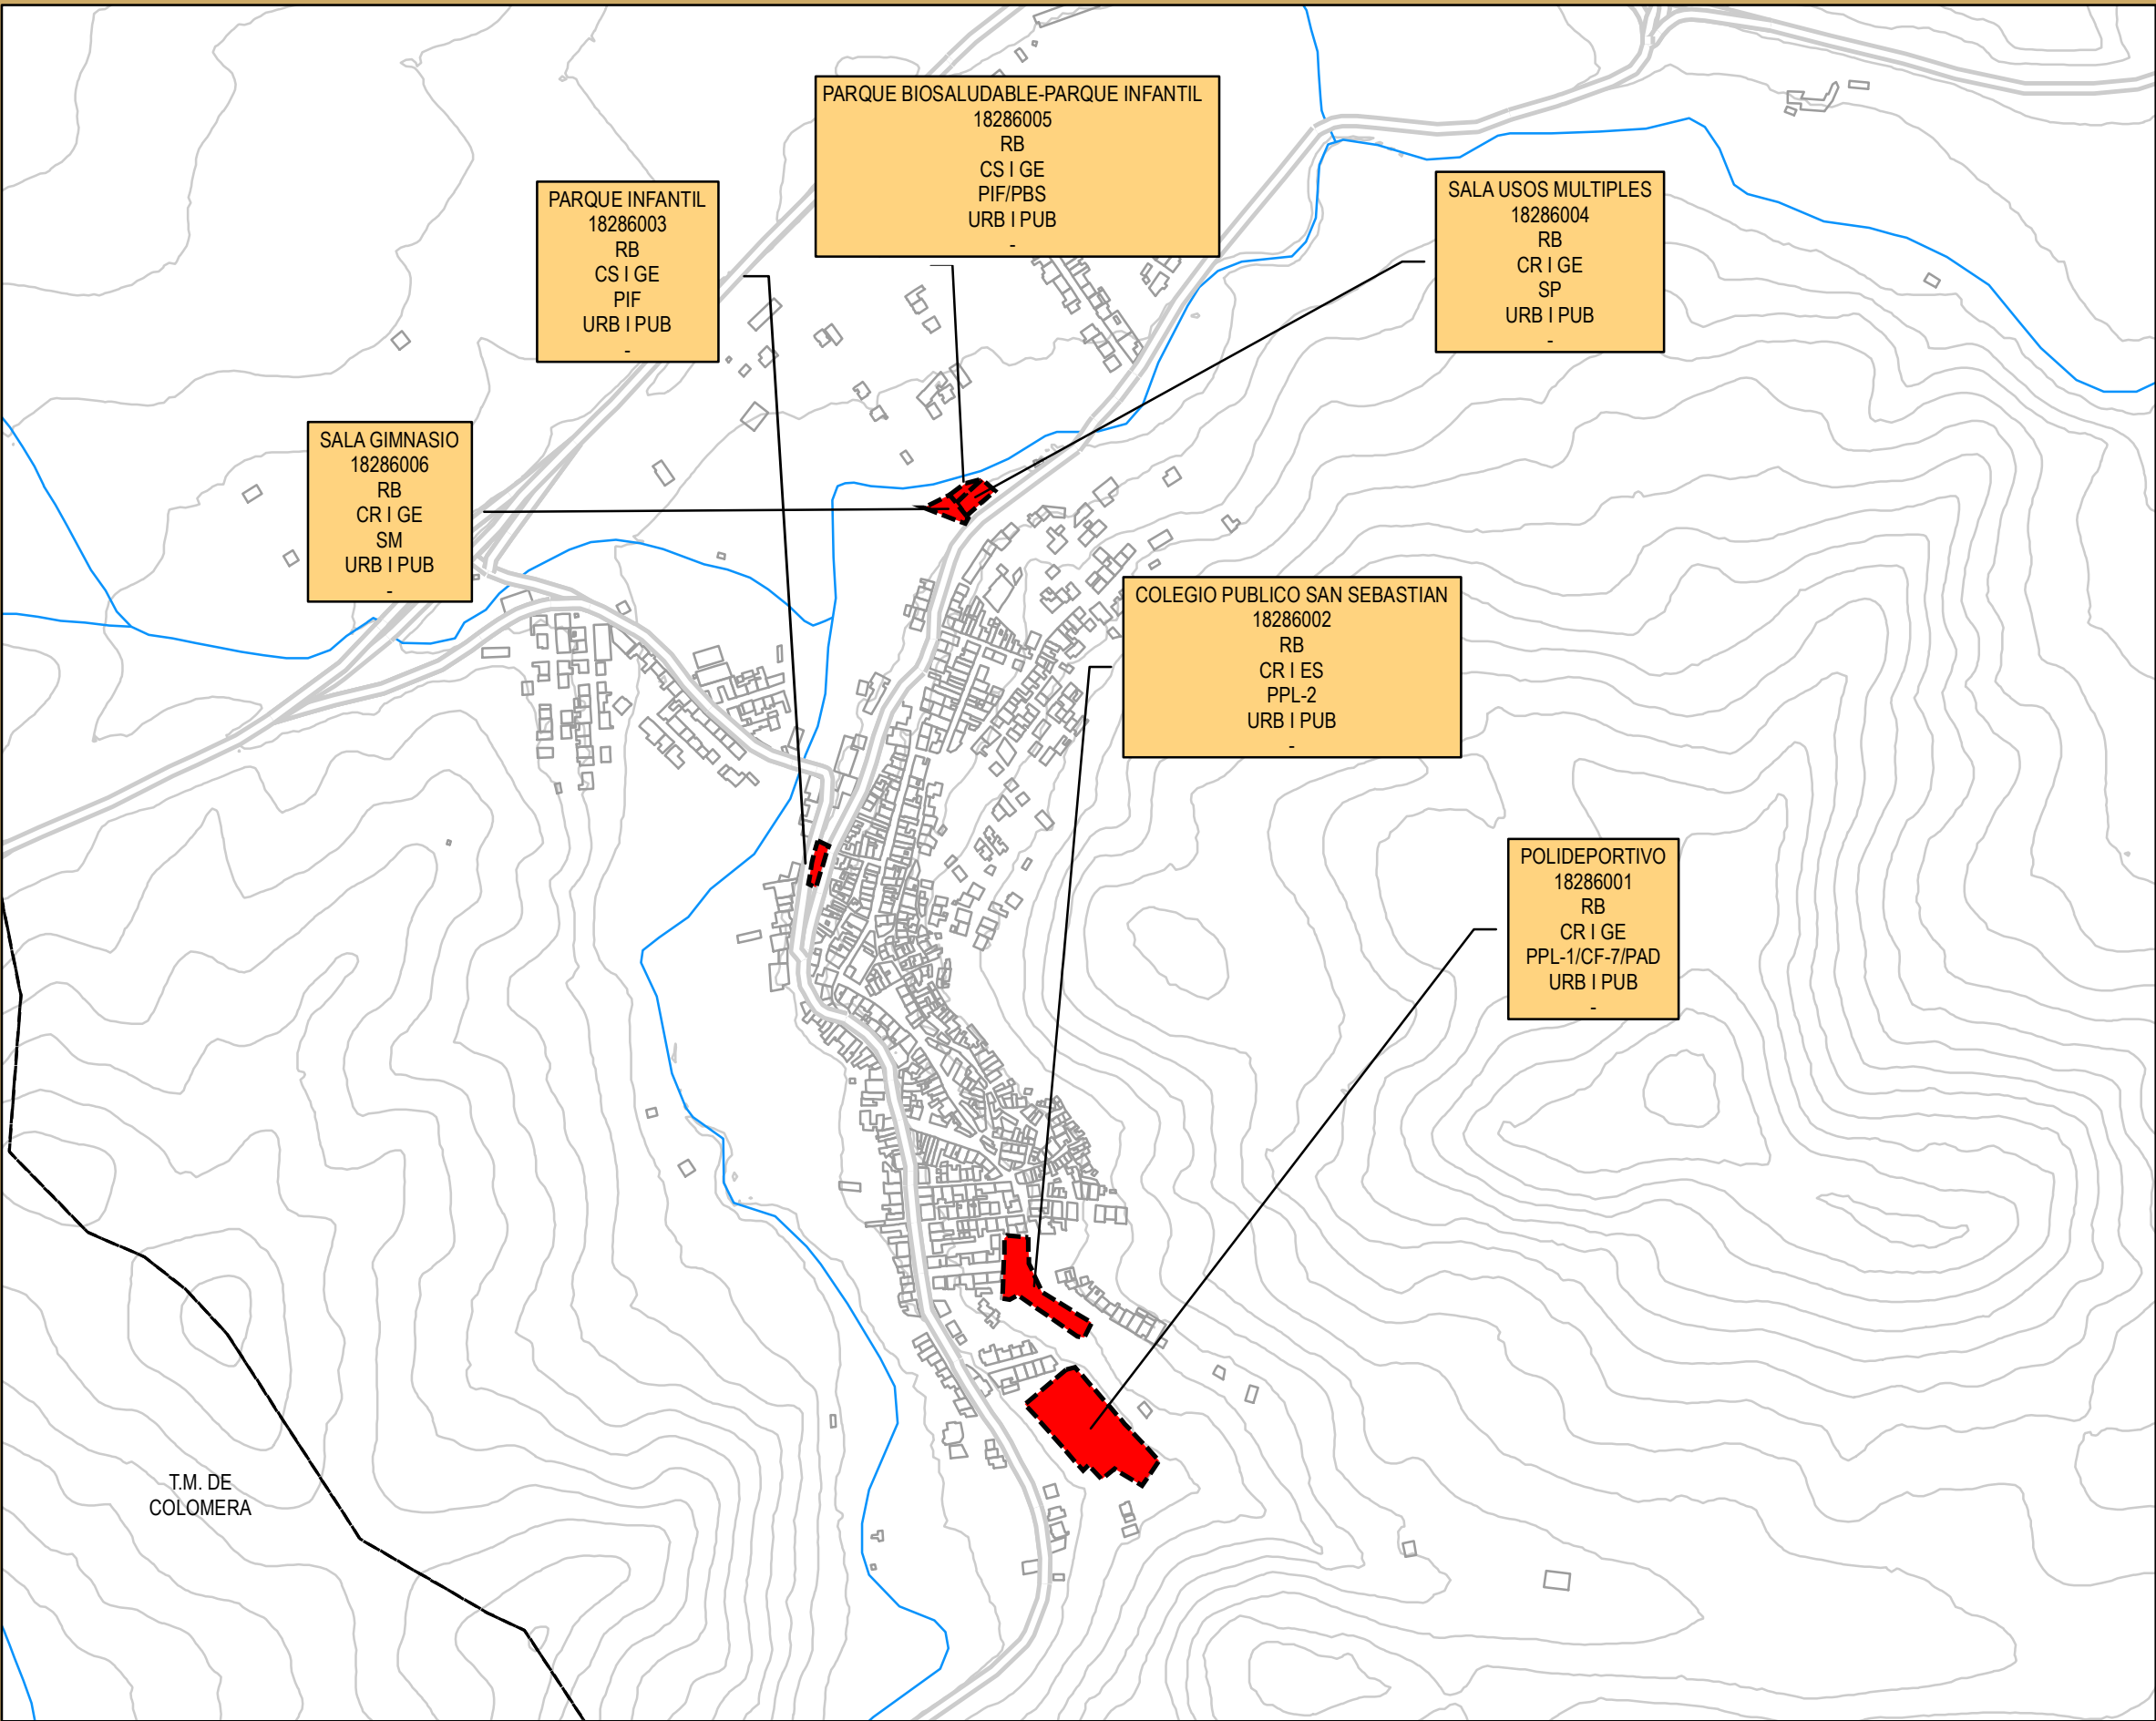 PARQUE BIOSALUDABLE-PARQUE INFANTIL
18286005
RB
CS I GE
PIF/PBS
URB I PUB
-
PARQUE INFANTIL
18286003
RB
CS I GE
PIF
URB I PUB
-
SALA USOS MULTIPLES
18286004
RB
CR I GE
SP
URB I PUB
-
SALA GIMNASIO
18286006
RB
CR I GE
SM
URB I PUB
-
COLEGIO PUBLICO SAN SEBASTIAN
18286002
RB
CR I ES
PPL-2
URB I PUB
-
POLIDEPORTIVO
18286001
RB
CR I GE
PPL-1/CF-7/PAD
URB I PUB
-
T.M. DE
COLOMERA